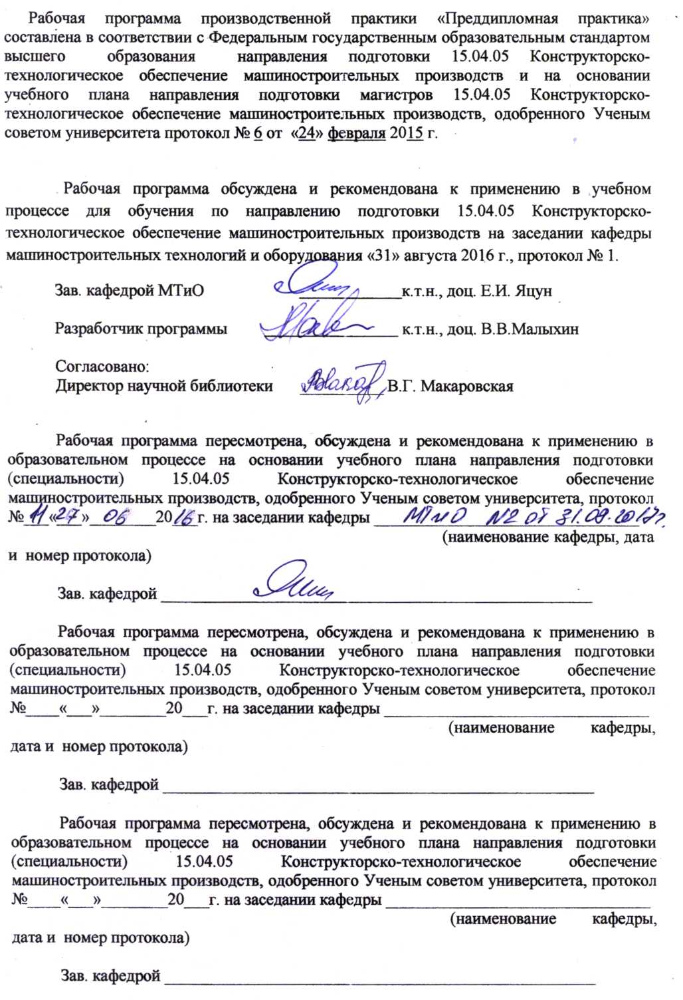 Рабочая программа производственной практики «Преддипломная практика»
составлена в соответствии с Федеральным государственным образовательным стандартом
высшего образования направления подготовки 15.04.05 Конструкторско-
технологическое обеспечение машиностроительных производств и на основании
учебного плана направления подготовки магистров 15.04.05 Конструкторско-
технологическое обеспечение машиностроительных производств, одобренного Ученым
советом университета протокол № 6 от «24» февраля 2015 г.
Рабочая программа обсуждена и рекомендована к применению в учебном
процессе для обучения по направлению подготовки 15.04.05 Конструкторско-
технологическое обеспечение машиностроительных производств на заседании кафедры
машиностроительных технологий и оборудования «31» августа 2016 г., протокол № 1.
Зав. кафедрой МТиО ____________к.т.н., доц. Е.И. Яцун
Разработчик программы ________________ к.т.н., доц. В.В.Малыхин
Согласовано:
Директор научной библиотеки __________ В.Г. Макаровская
Рабочая программа пересмотрена, обсуждена и рекомендована к применению в
образовательном процессе на основании учебного плана направления подготовки
(специальности) 15.04.05 Конструкторско-технологическое обеспечение
машиностроительных производств, одобренного Ученым советом университета, протокол
№ 11 «27» 06 2016 г. на заседании кафедры МТиО №2 от 31.08.2017г.
(наименование кафедры, дата
и номер протокола)
Зав. кафедрой ____________________
Рабочая программа пересмотрена, обсуждена и рекомендована к применению в
образовательном процессе на основании учебного плана направления подготовки
(специальности) 15.04.05 Конструкторско-технологическое обеспечение
машиностроительных производств, одобренного Ученым советом университета, протокол
№____«___»________20___г. на заседании кафедры ____________________
(наименование кафедры,
дата и номер протокола)
Зав. кафедрой ____________________
Рабочая программа пересмотрена, обсуждена и рекомендована к применению в
образовательном процессе на основании учебного плана направления подготовки
(специальности) 15.04.05 Конструкторско-технологическое обеспечение
машиностроительных производств, одобренного Ученым советом университета, протокол
№____«___»________20___г. на заседании кафедры ____________________
(наименование кафедры,
дата и номер протокола)
Зав. кафедрой ____________________